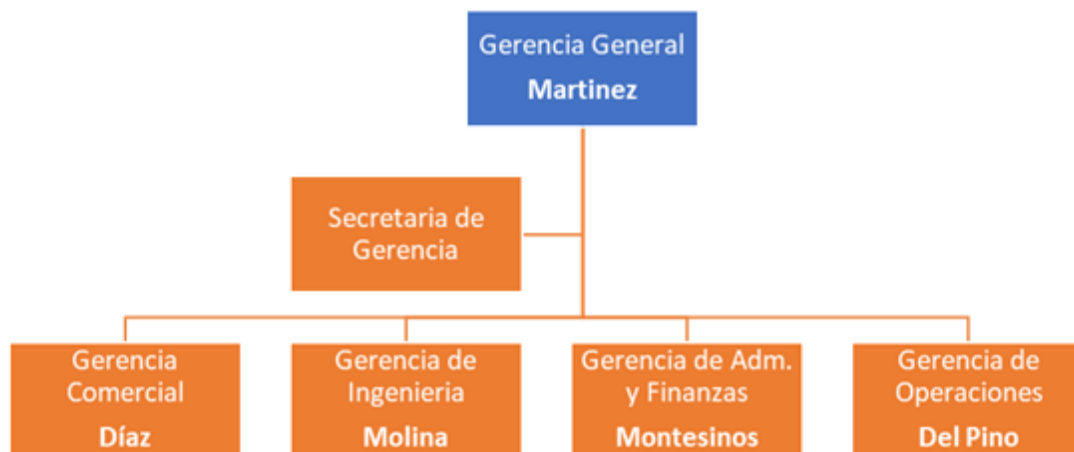 Gerencia General
Martinez
Secretaria de
Gerencia
Gerencia
Comercial
Díaz
Gerencia de
Ingenieria
Molina
Gerencia de Adm.
y Finanzas
Montesinos
Gerencia de
Operaciones
Del Pino